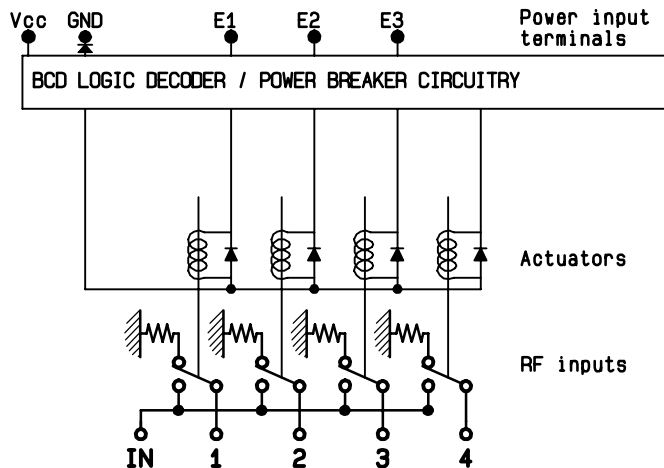 Vcc GND E1 E2 E3 Power input
terminals
BCD LOGIC DECODER / POWER BREAKER CIRCUITRY
Actuators
RF inputs
IN 1 2 3 4